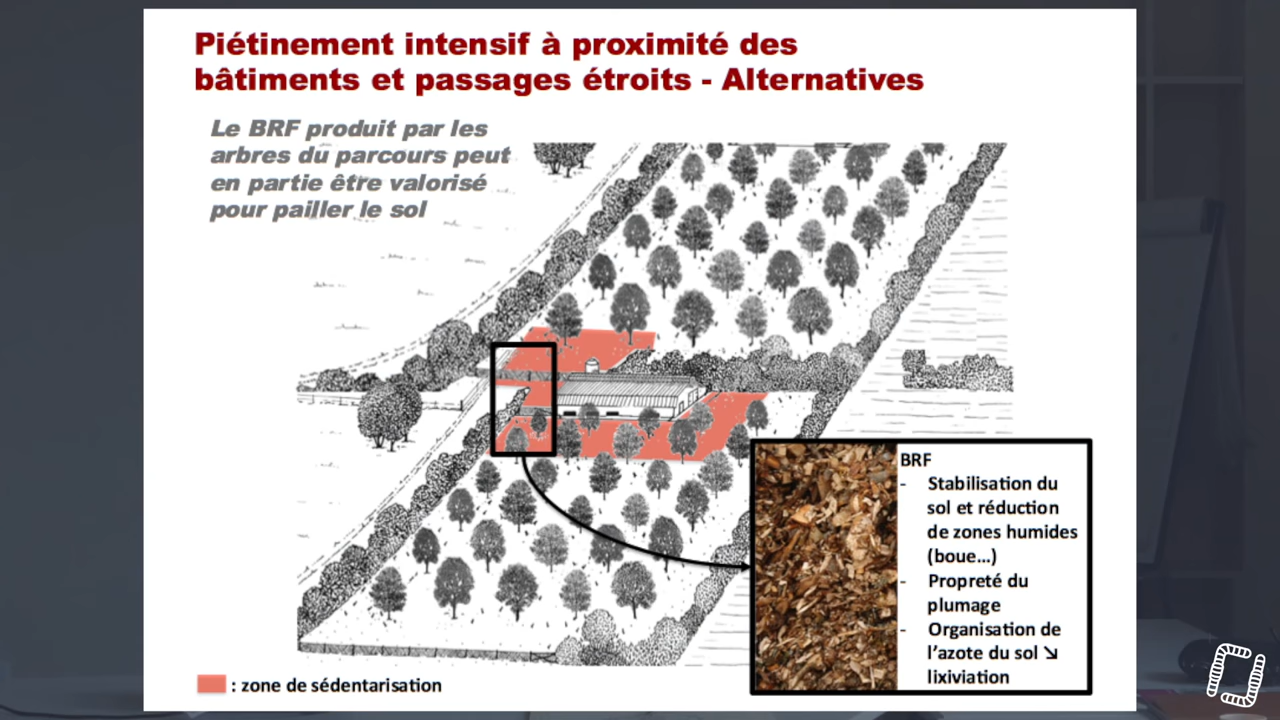 Piétinement intensif à proximité des
bâtiments et passages étroits - Alternatives
Le BRF produit par les
arbres du parcours peut
en partie être valorisé
pour pailler le sol
BRF
- Stabilisation du
sol et réduction
de zones humides
(boue...)
- Propreté du
plumage
- Organisation de
l'azote du sol ↘
lixiviation
: zone de sédentarisation